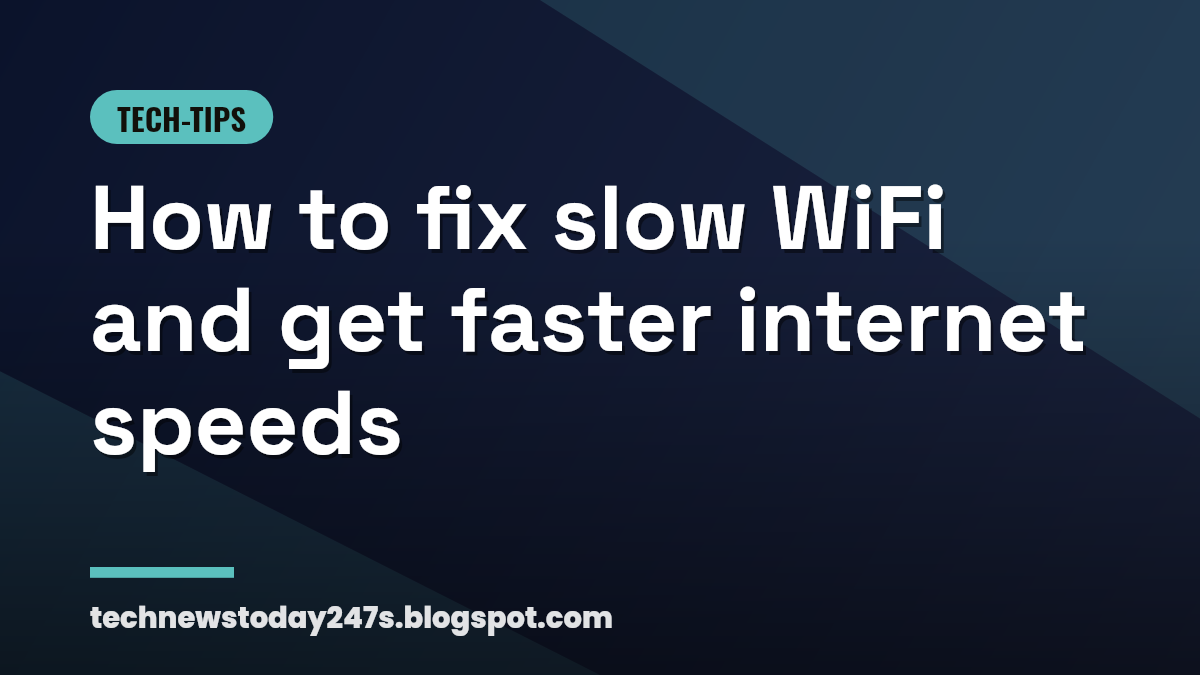 TECH-TIPS
How to fix slow WiFi
and get faster internet
speeds
technewstoday247s.blogspot.com